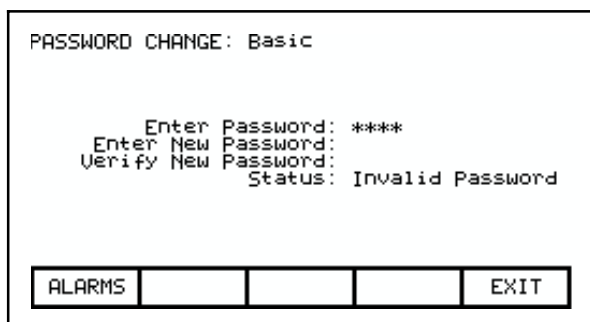 PASSWORD CHANGE: Basic
Enter Password: ****
Enter New Password:
Verify New Password:
Status: Invalid Password
ALARMS EXIT